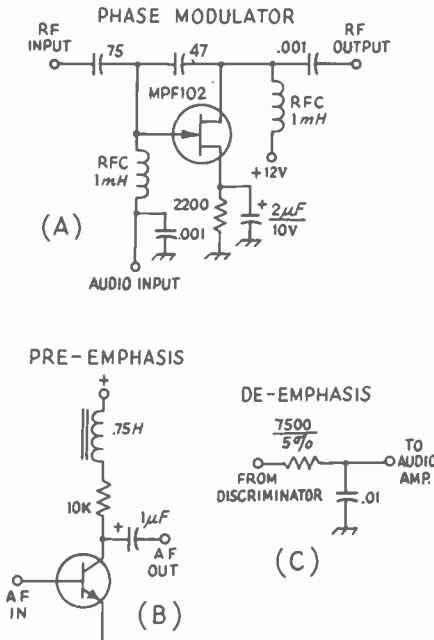 PHASE MODULATOR
RF INPUT
75
47
.001
RF OUTPUT
MPF102
RFC 1mH
+12V
RFC 1mH
2200
+
2µF
10V
.001
(A)
AUDIO INPUT
PRE-EMPHASIS
+
.75H
10K
+
1µF
AF OUT
AF IN
(B)
DE-EMPHASIS
7500
5%
FROM DISCRIMINATOR
TO AUDIO AMP.
.01
(C)